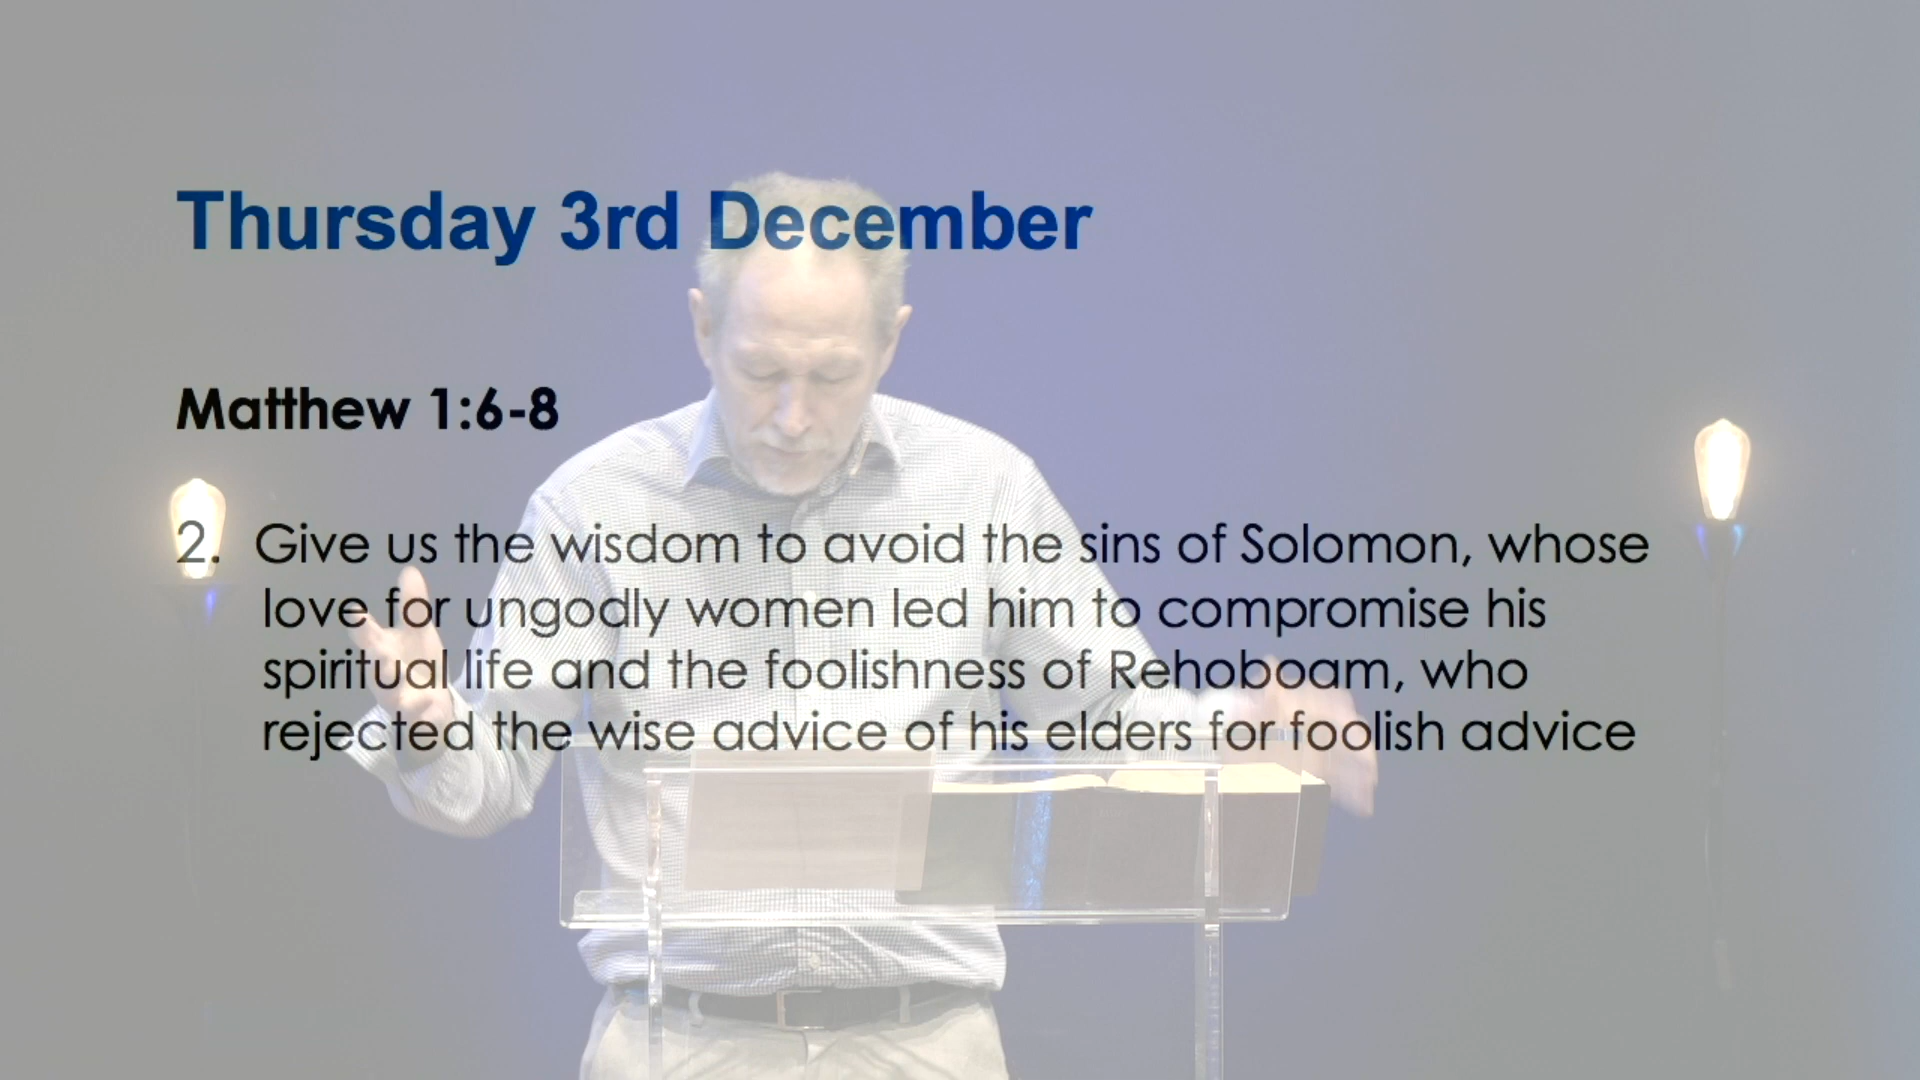 Thursday 3rd December
Matthew 1:6-8
2. Give us the wisdom to avoid the sins of Solomon, whose
love for ungodly women led him to compromise his
spiritual life and the foolishness of Rehoboam, who
rejected the wise advice of his elders for foolish advice